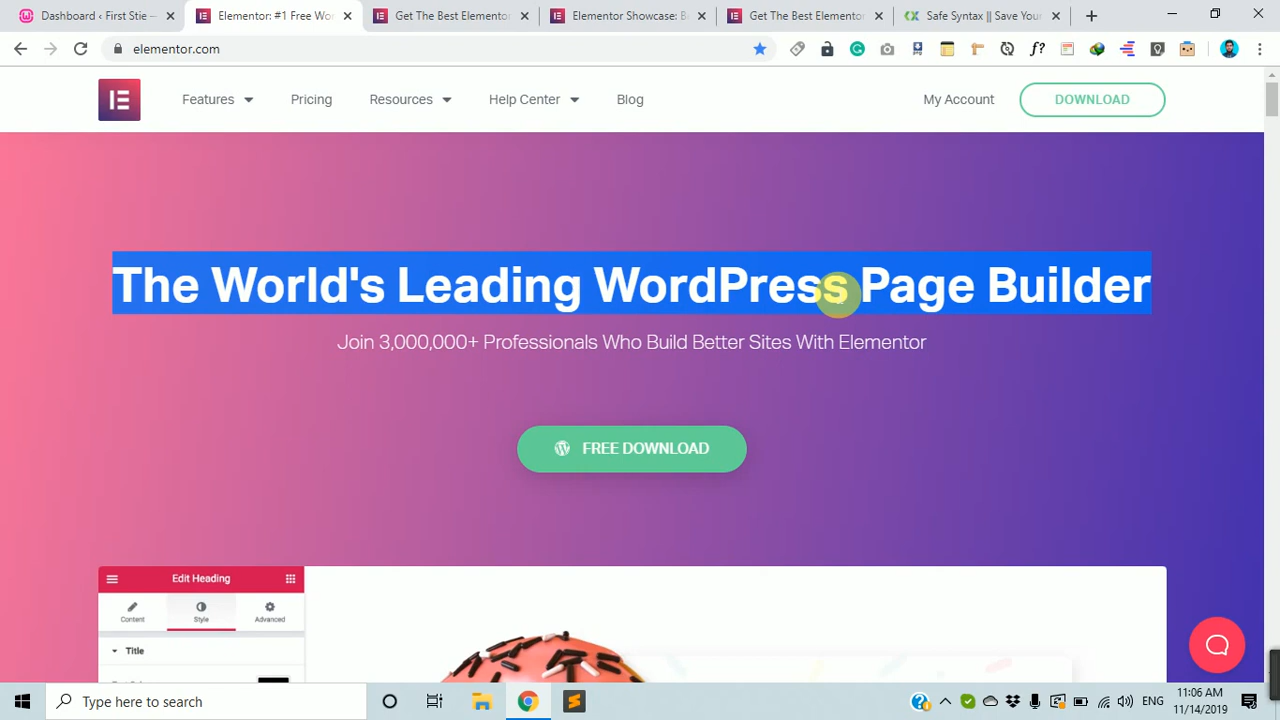 Dashboard ‹ First Stie —
Elementor: #1 Free Wor
Get The Best Elementor
Elementor Showcase: Be
Get The Best Elementor
Safe Syntax || Save Your
elementor.com
Features
Pricing
Resources
Help Center
Blog
My Account
DOWNLOAD
The World's Leading WordPress Page Builder
Join 3,000,000+ Professionals Who Build Better Sites With Elementor
FREE DOWNLOAD
Edit Heading
Content
Style
Advanced
Title
Type here to search
ENG
11:06 AM
11/14/2019